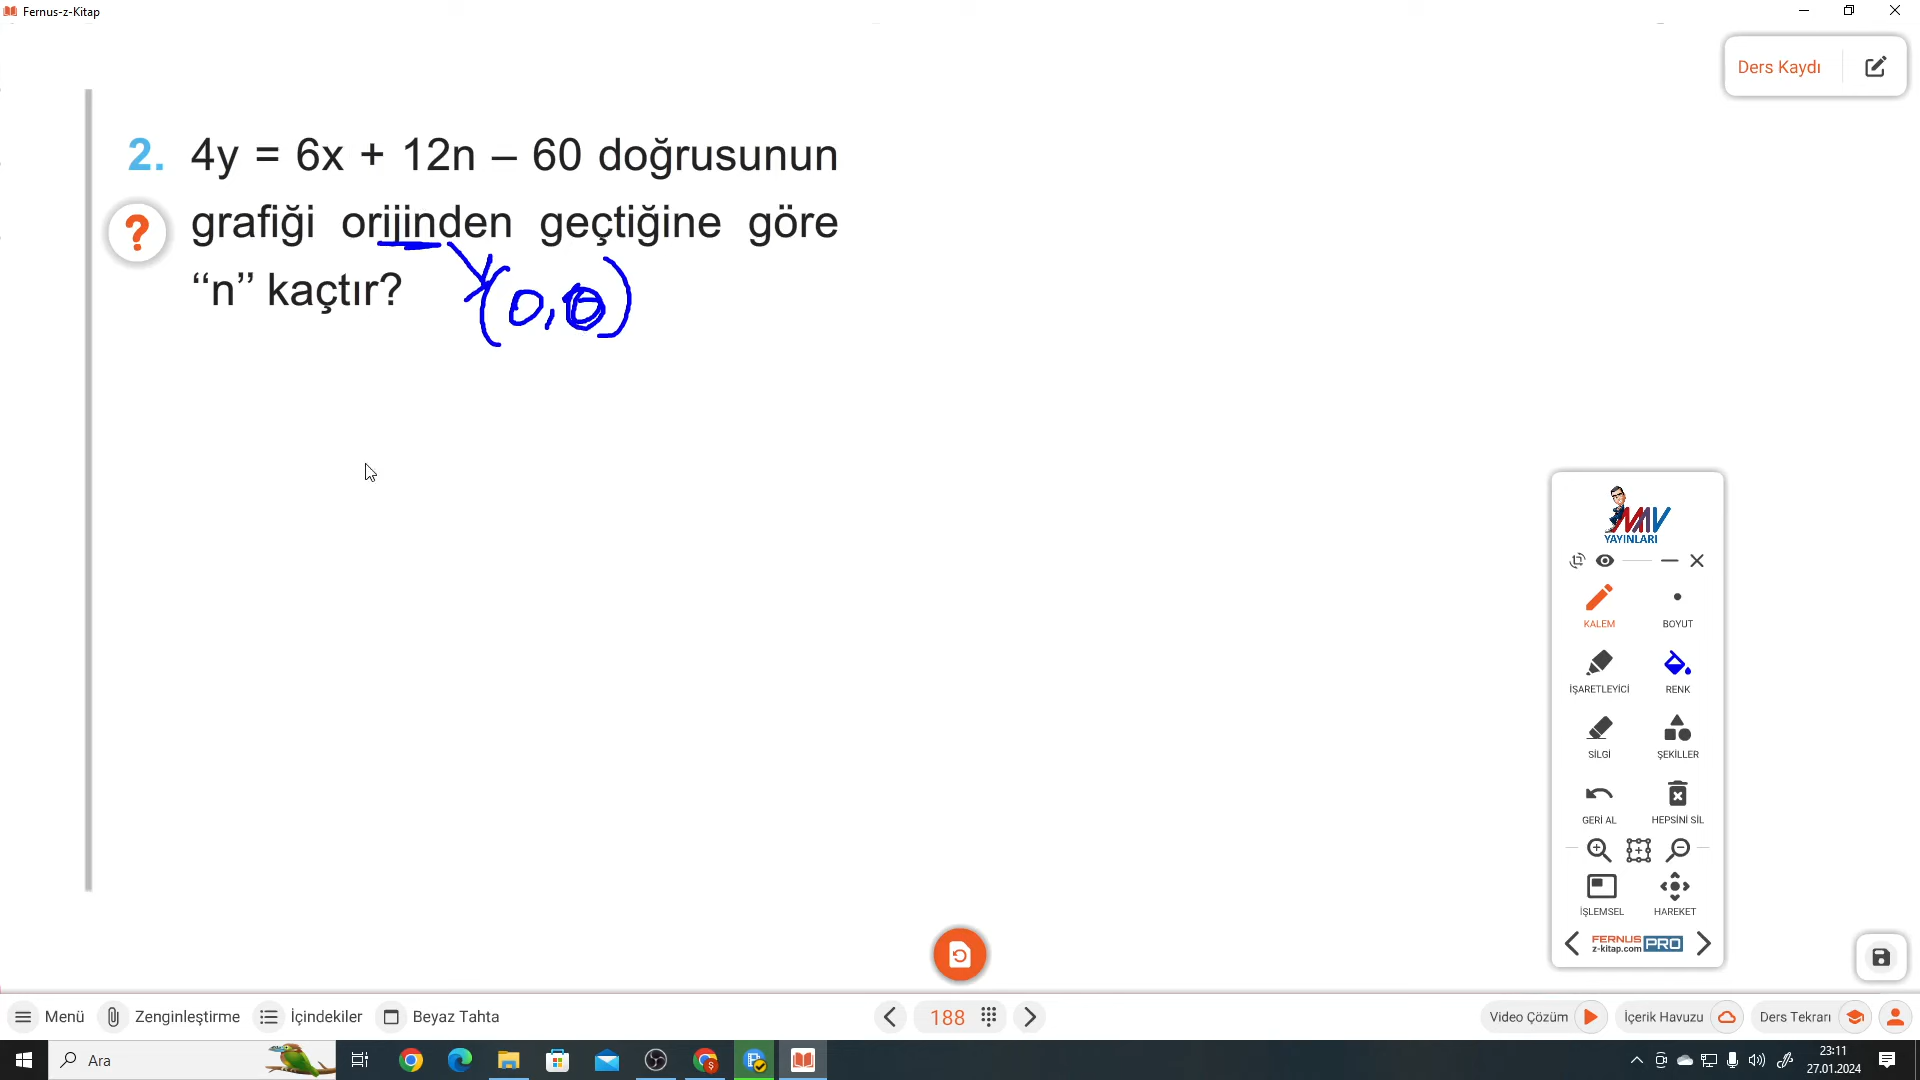 Fernus-z-Kitap
Ders Kaydı
2. 4y = 6x + 12n – 60 doğrusunun
grafiği orijinden geçtiğine göre
“n” kaçtır?
(0,0)
MAV
YAYINLARI
KALEM
BOYUT
İŞARETLEYİCİ
RENK
SİLGİ
ŞEKİLLER
GERİ AL
HEPSİNİ SİL
İŞLEMSEL
HAREKET
FERNUS
z-kitap.com PRO
Menü
Zenginleştirme
İçindekiler
Beyaz Tahta
188
Video Çözüm
İçerik Havuzu
Ders Tekrarı
Ara
23:11
27.01.2024